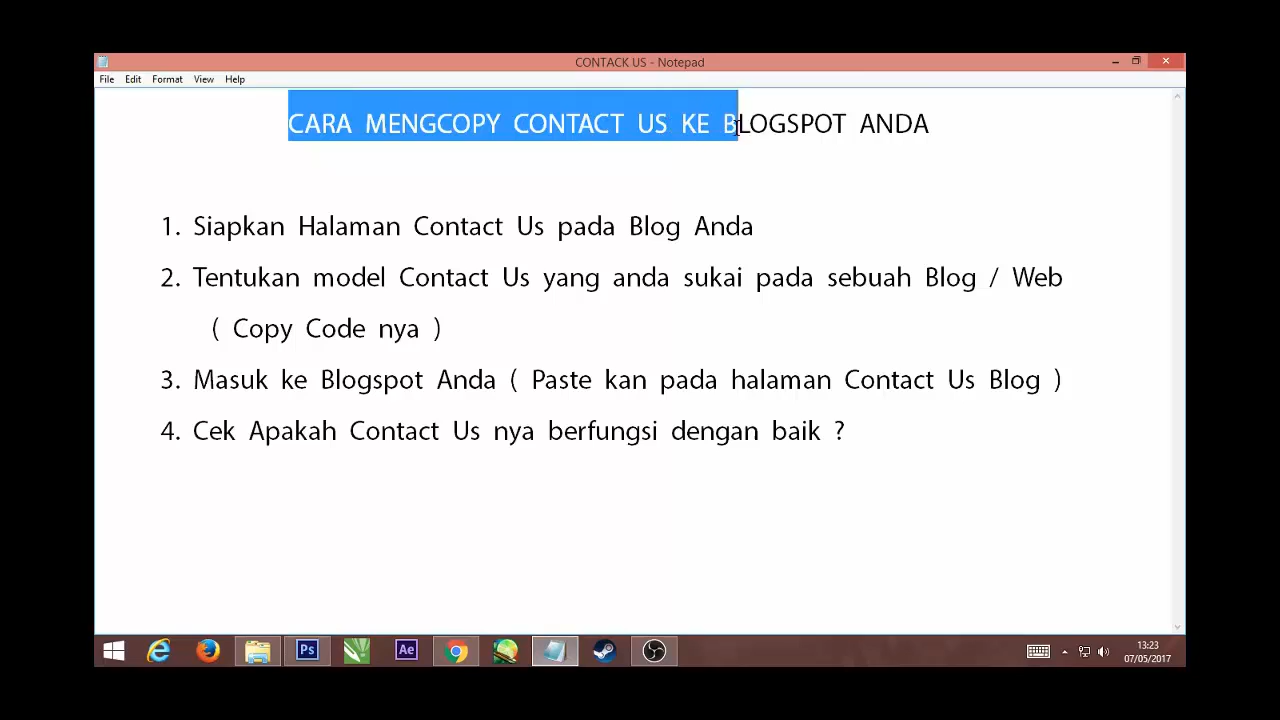 CONTACK US - Notepad
File Edit Format View Help
CARA MENGCOPY CONTACT US KE BLOGSPOT ANDA
1. Siapkan Halaman Contact Us pada Blog Anda
2. Tentukan model Contact Us yang anda sukai pada sebuah Blog / Web
( Copy Code nya )
3. Masuk ke Blogspot Anda ( Paste kan pada halaman Contact Us Blog )
4. Cek Apakah Contact Us nya berfungsi dengan baik ?
Ps
Ae
13:23
07/05/2017